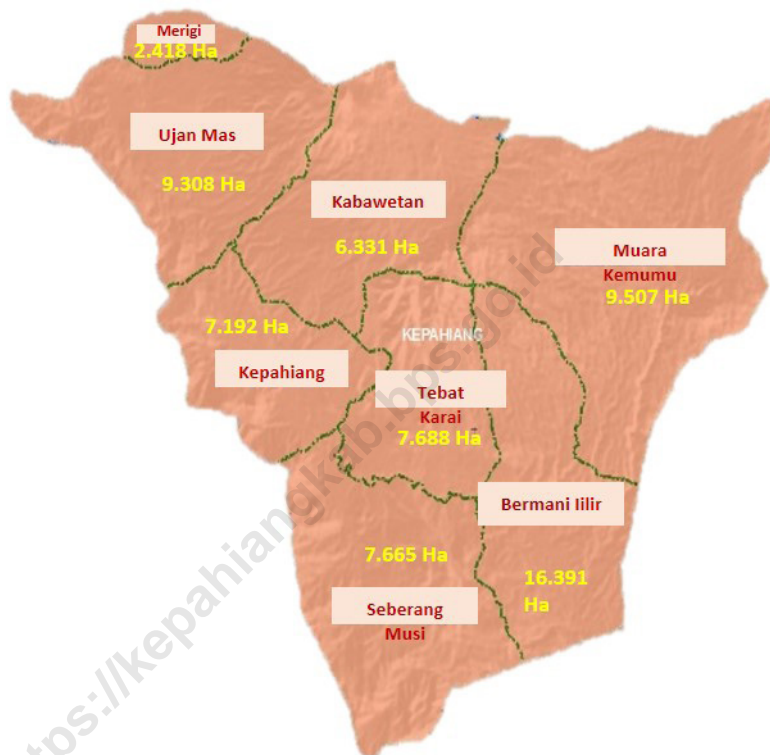 Merigi
2.418 Ha
Ujan Mas
9.308 Ha
Kabawetan
6.331 Ha
Muara
Kemumu
9.507 Ha
7.192 Ha
KEPAHIANG
Kepahiang
Tebat
Karai
7.688 Ha
Bermani Iilir
7.665 Ha
16.391
Ha
Seberang
Musi
https://kepahiangkab.bps.go.id